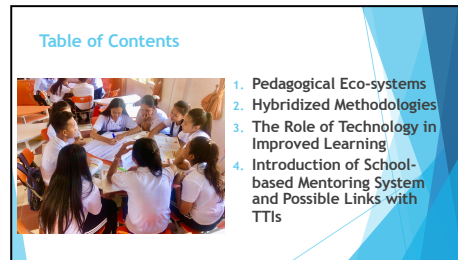 Table of Contents
1. Pedagogical Eco-systems
2. Hybridized Methodologies
3. The Role of Technology in
Improved Learning
4. Introduction of School-
based Mentoring System
and Possible Links with
TTIs